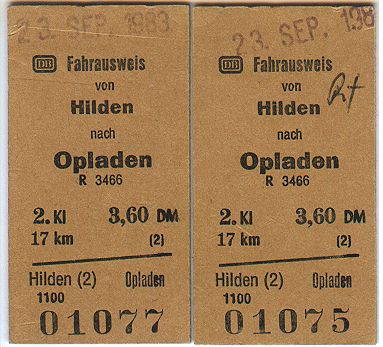 23. SEP. 1983
DB Fahrausweis
von
Hilden
nach
Opladen
R 3466
2. Kl 3,60 DM
17 km (2)
Hilden (2) Opladen
1100
01077
23. SEP. 198
DB Fahrausweis
von
Hilden
nach
Opladen
R 3466
2. Kl 3,60 DM
17 km (2)
Hilden (2) Opladen
1100
01075